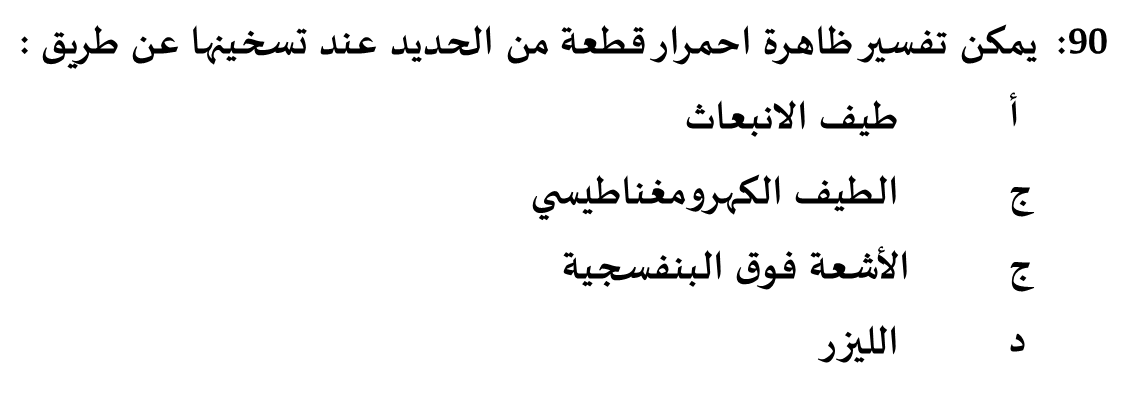 90: يمكن تفسير ظاهرة احمرار قطعة من الحديد عند تسخينها عن طريق :
أ طيف الانبعاث
ج الطيف الكهرومغناطيسي
ج الأشعة فوق البنفسجية
د الليزر